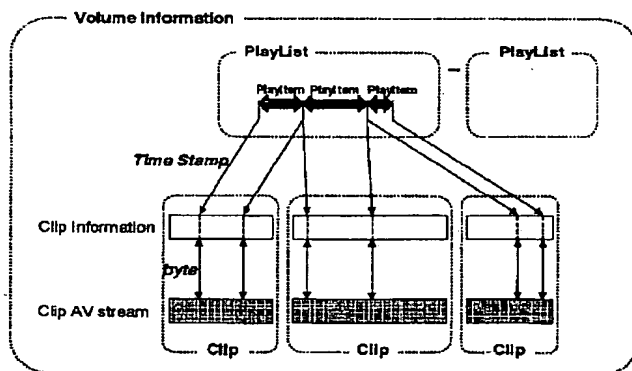 Volume Information
PlayList
PlayList
PlayItem PlayItem PlayItem
Time Stamp
Clip Information
byte
Clip AV stream
Clip
Clip
Clip